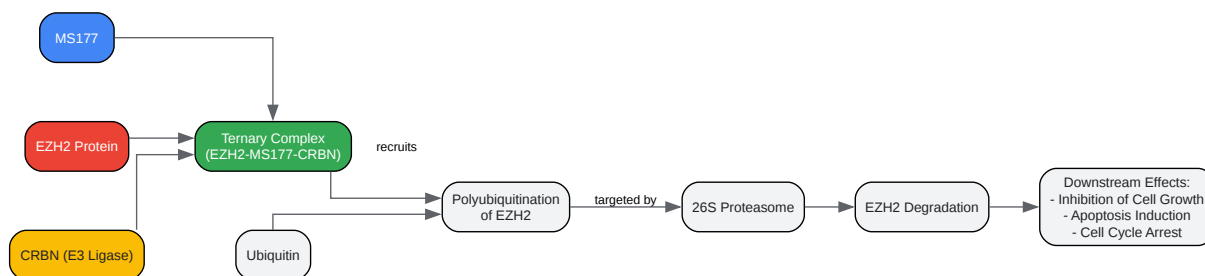 MS177
EZH2 Protein
CRBN (E3 Ligase)
Ternary Complex
(EZH2-MS177-CRBN)
recruits
Ubiquitin
Polyubiquitination
of EZH2
targeted by
26S Proteasome
EZH2 Degradation
Downstream Effects:
- Inhibition of Cell Growth
- Apoptosis Induction
- Cell Cycle Arrest